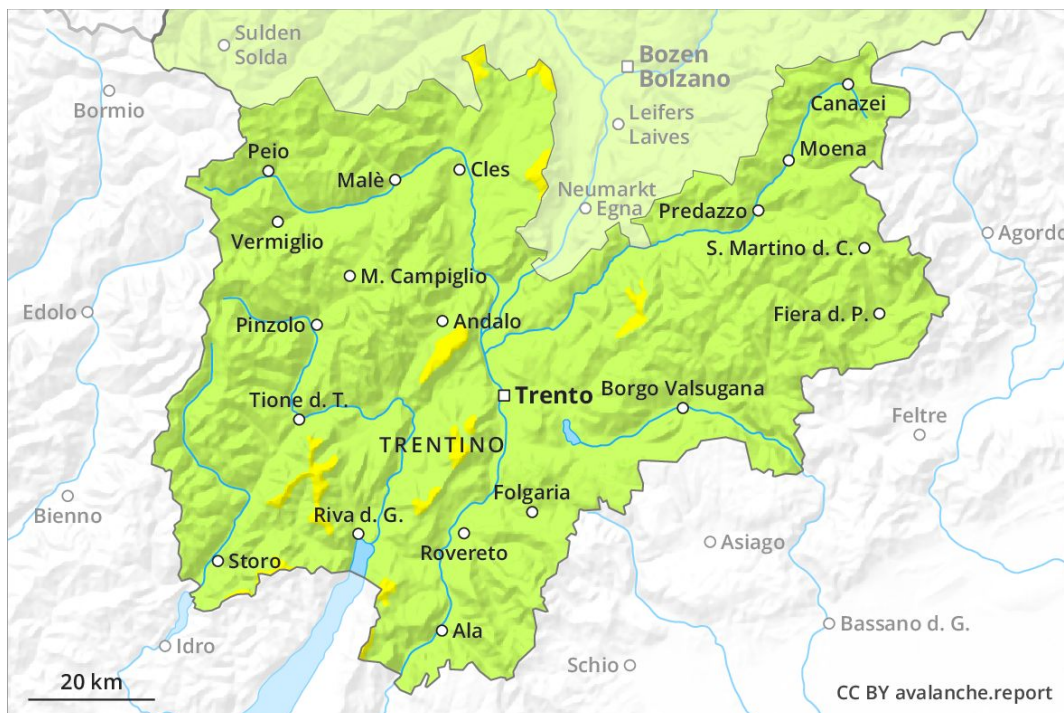 Sulden
Solda
Bozen
Bolzano
Bormio
Canazei
Leifers
Laives
Peio
Malè
Cles
Moena
Neumarkt
Egna
Predazzo
Vermiglio
Agordo
S. Martino d. C.
M. Campiglio
Edolo
Pinzolo
Andalo
Fiera d. P.
Tione d. T.
Trento
Borgo Valsugana
Feltre
TRENTINO
Bienno
Folgaria
Riva d. G.
Rovereto
Asiago
Storo
Idro
Ala
Bassano d. G.
Schio
20 km
CC BY avalanche.report